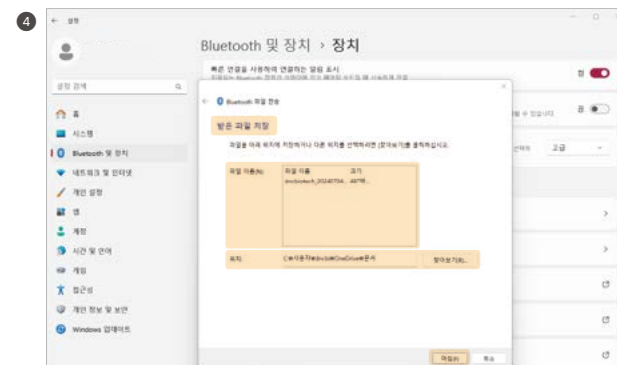 4
← 설정
Bluetooth 및 장치 › 장치
빠른 연결을 사용하여 연결하는 알림 표시
켬
설정 검색
← Bluetooth 파일 전송
홈
받은 파일 저장
시스템
파일을 아래 위치에 저장하거나 다른 위치를 선택하려면 [찾아보기]를 클릭하십시오.
Bluetooth 및 장치
네트워크 및 인터넷
파일 이름(N): 파일 이름 크기
개인 설정
앱
계정
시간 및 언어
위치: 찾아보기(R)...
게임
접근성
개인 정보 및 보안
Windows 업데이트
마침(F) 취소